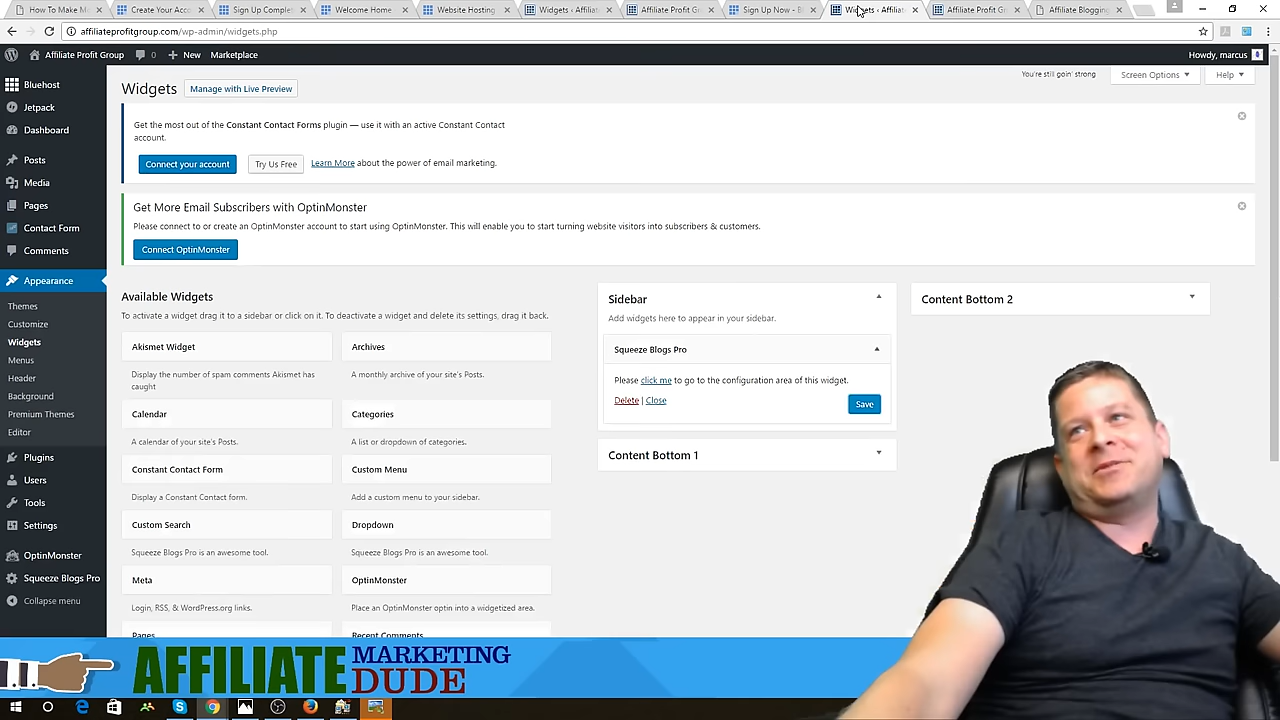 How To Make M
Create Your Acco
Sign Up Complet
Welcome Home
Website Hosting
Widgets ‹ Affiliat
Affiliate Profit Gro
Sign Up Now - Bl
Widgets ‹ Affiliat
Affiliate Profit Gro
Affiliate Blogging
affiliateprofitgroup.com/wp-admin/widgets.php
Affiliate Profit Group
0
+ New
Marketplace
Howdy, marcus
Bluehost
Jetpack
Dashboard
Posts
Media
Pages
Contact Form
Comments
Appearance
Themes
Customize
Widgets
Menus
Header
Background
Premium Themes
Editor
Plugins
Users
Tools
Settings
OptinMonster
Squeeze Blogs Pro
Collapse menu
Widgets
Manage with Live Preview
You're still goin' strong
Screen Options
Help
Get the most out of the Constant Contact Forms plugin — use it with an active Constant Contact
account.
Connect your account
Try Us Free
Learn More about the power of email marketing.
Get More Email Subscribers with OptinMonster
Please connect to or create an OptinMonster account to start using OptinMonster. This will enable you to start turning website visitors into subscribers & customers.
Connect OptinMonster
Available Widgets
To activate a widget drag it to a sidebar or click on it. To deactivate a widget and delete its settings, drag it back.
Akismet Widget
Display the number of spam comments Akismet has
caught
Archives
A monthly archive of your site's Posts.
Calendar
A calendar of your site's Posts.
Categories
A list or dropdown of categories.
Constant Contact Form
Display a Constant Contact form.
Custom Menu
Add a custom menu to your sidebar.
Custom Search
Squeeze Blogs Pro is an awesome tool.
Dropdown
Squeeze Blogs Pro is an awesome tool.
Meta
Login, RSS, & WordPress.org links.
OptinMonster
Place an OptinMonster optin into a widgetized area.
Pages
Recent Comments
Sidebar
Add widgets here to appear in your sidebar.
Squeeze Blogs Pro
Please click me to go to the configuration area of this widget.
Delete | Close
Save
Content Bottom 1
Content Bottom 2
AFFILIATE
MARKETING
DUDE